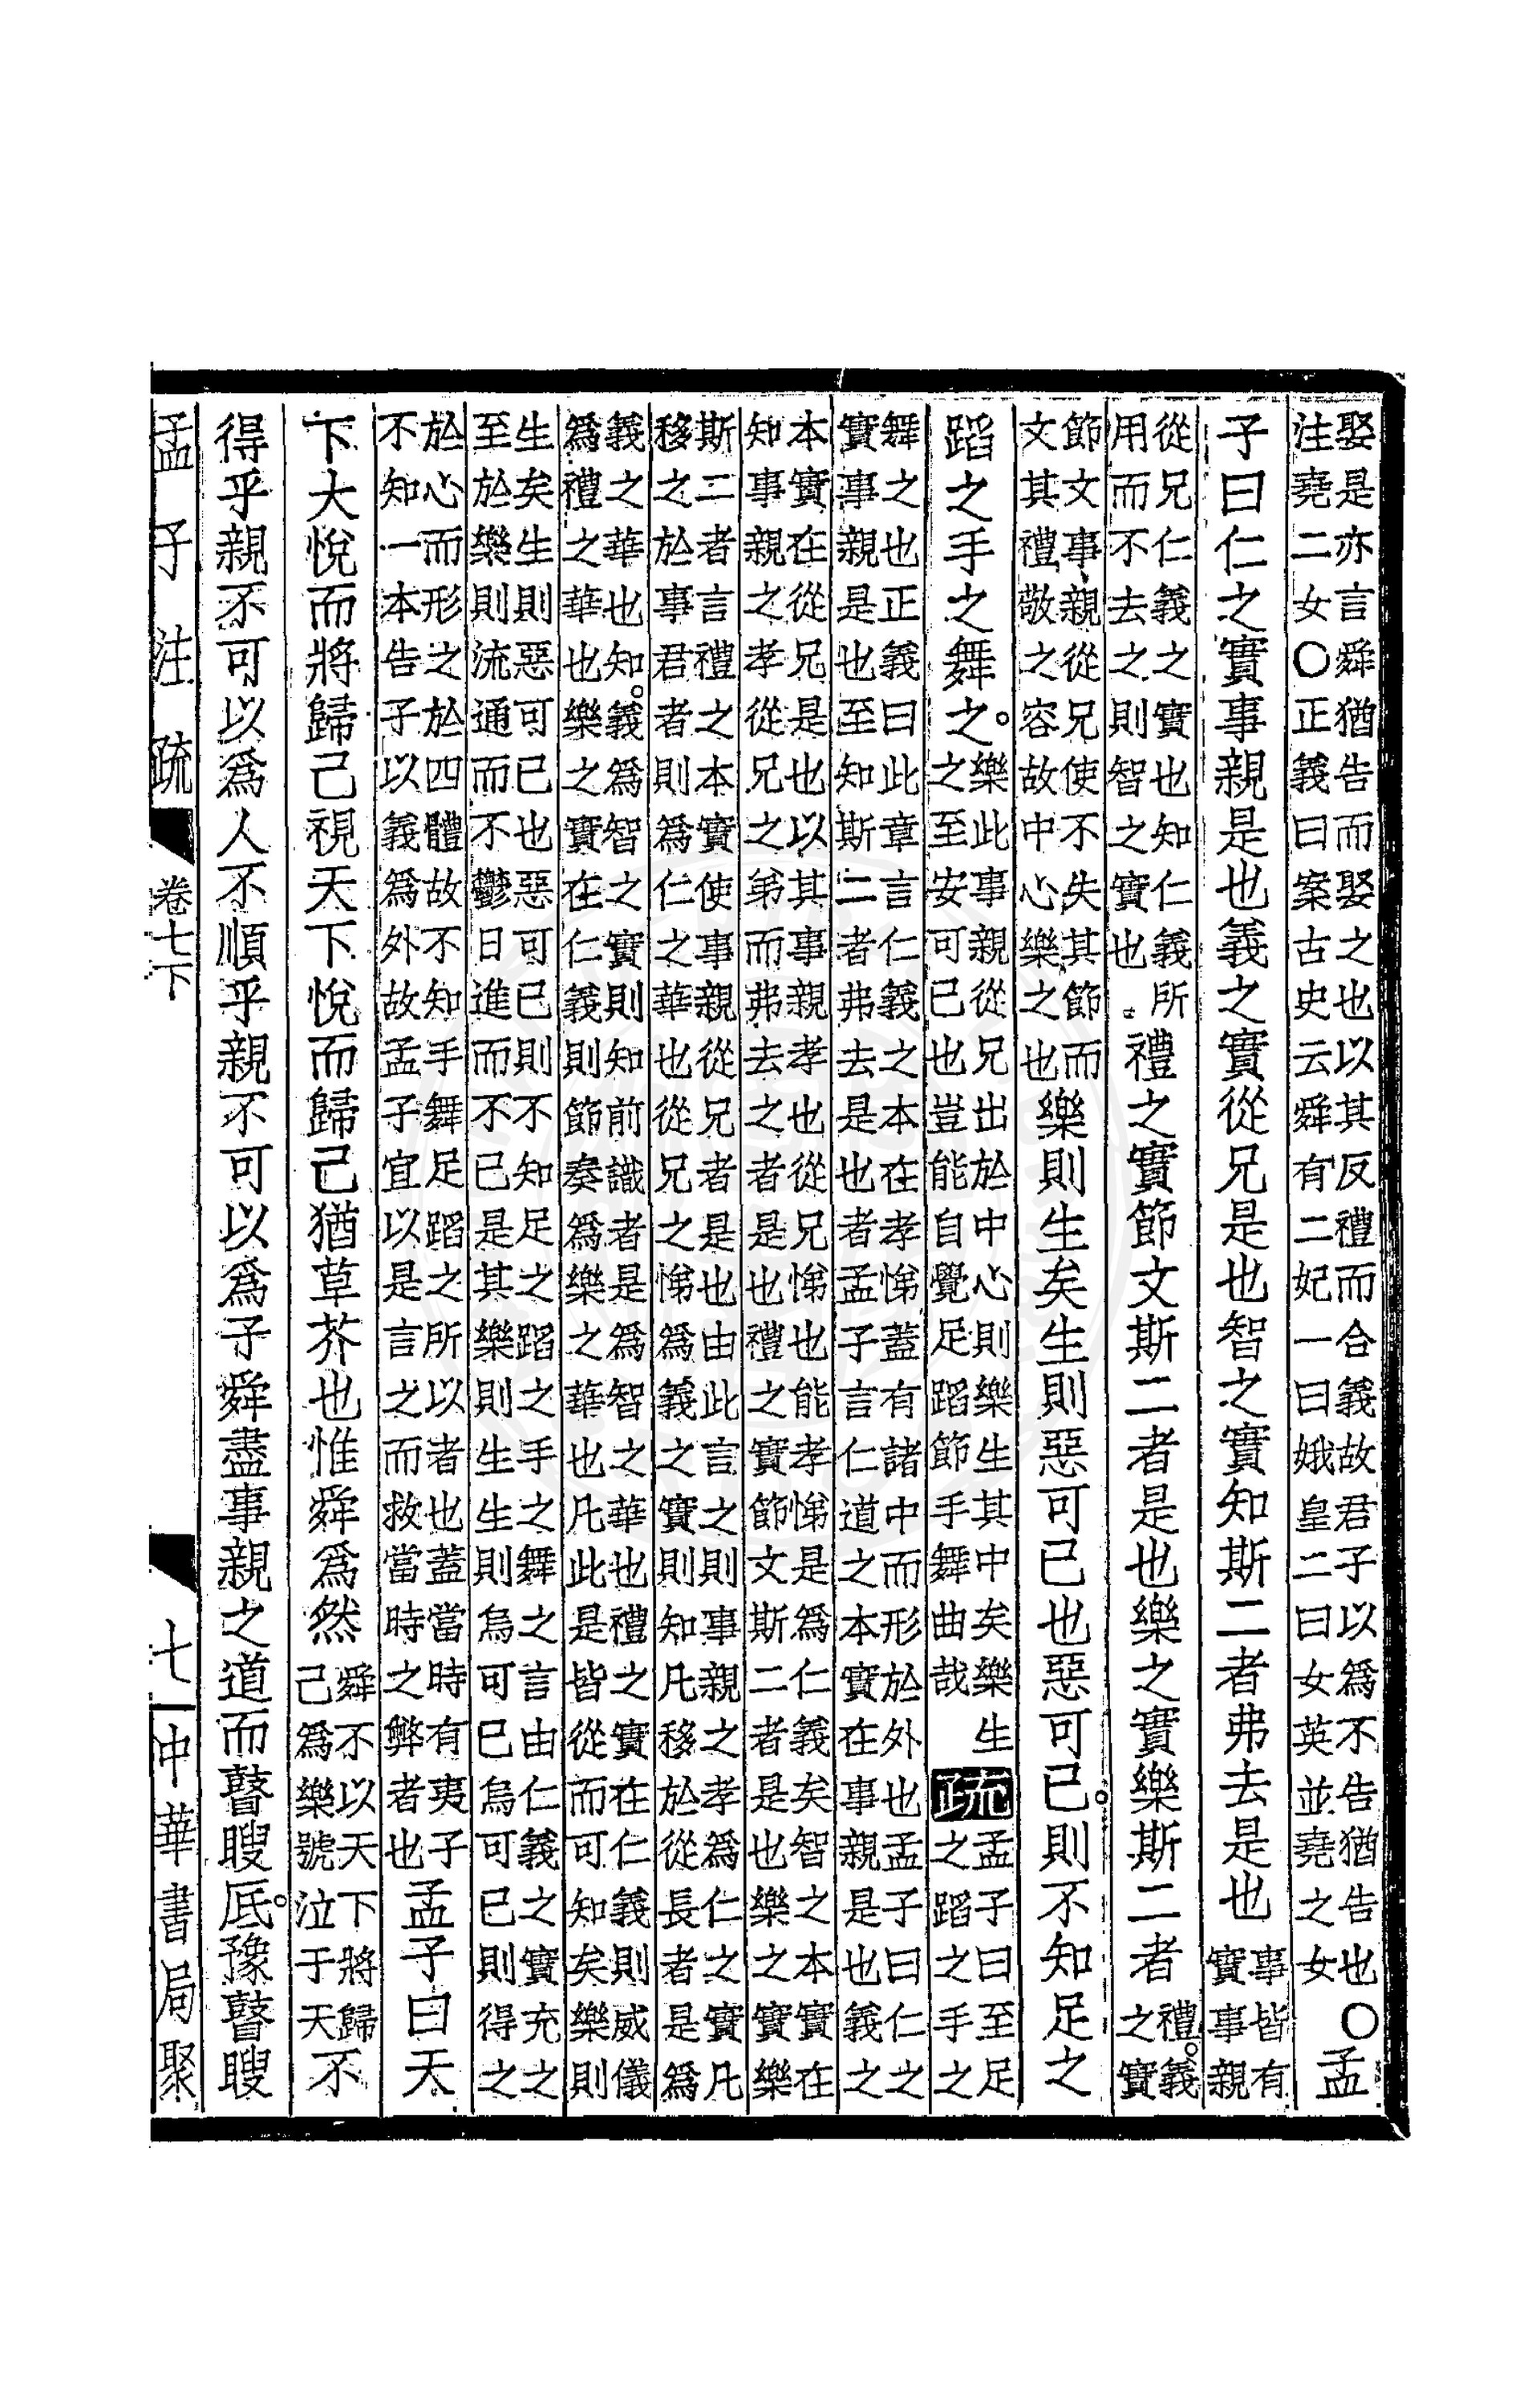 娶是亦言舜猶告而娶之也以其反禮而合義故君子以爲不告猶告也
注堯二女〇正義曰案古史云舜有二妃一曰娥皇二曰女英並堯之女
〇孟
子曰仁之實事親是也義之實從兄是也智之實知斯二者弗去是也
事皆有
實事親
從兄仁義之實也知仁義所
用而不去之則智之實也
禮之實節文斯二者是也樂之實樂斯二者
禮。義
之實
節文事親從兄使不失其節而
文其禮敬之容故中心樂之也
樂則生矣生則惡可已也惡可已。則不知足之
蹈之手之舞之。
樂此事親從兄出於中心則樂生其中矣樂生
之至安可已也豈能自覺足蹈節手舞曲哉
疏
孟子曰至足
之蹈之手之
舞之也正義曰此章言仁義之本在孝悌蓋有諸中而形於外也孟子曰仁之
實事親是也至知斯二者弗去是也者孟子言仁道之本實在事親是也義之
本實在從兄是也以其事親孝也從兄悌也能孝悌是爲仁義矣智之本實在
知事親之孝從兄之弟而弗去之者是也禮之實節文斯二者是也樂之實樂
斯二者言禮之本實使事親從兄者是也由此言之則事親之孝爲仁之實凡
移之於事君者則爲仁之華也從兄之悌爲義之實則知凡移於從長者是爲
義之華也知。義爲智之實則知前識者是爲智之華也禮之實在仁義則威儀
爲禮之華也樂之實在仁義則節奏爲樂之華也凡此是皆從而可知矣樂則
生矣生則惡可已也惡可已則不知足之蹈之手之舞之言由仁義之實充之
至於樂則流通而不鬱日進而不已是其樂則生生則烏可已烏可已則得之
於心而形之於四體故不知手舞足蹈之所以者也蓋當時有夷子
不知一本告子以義爲外故孟子宜以是言之而救當時之弊者也
孟子曰天
下大悅而將歸己視天下悅而歸己猶草芥也惟舜爲然
舜不以天下將歸
己爲樂號泣于天
不
得乎親不可以爲人不順乎親不可以爲子舜盡事親之道而瞽瞍厎。豫瞽瞍
孟子注疏 卷七下 七 中華書局聚